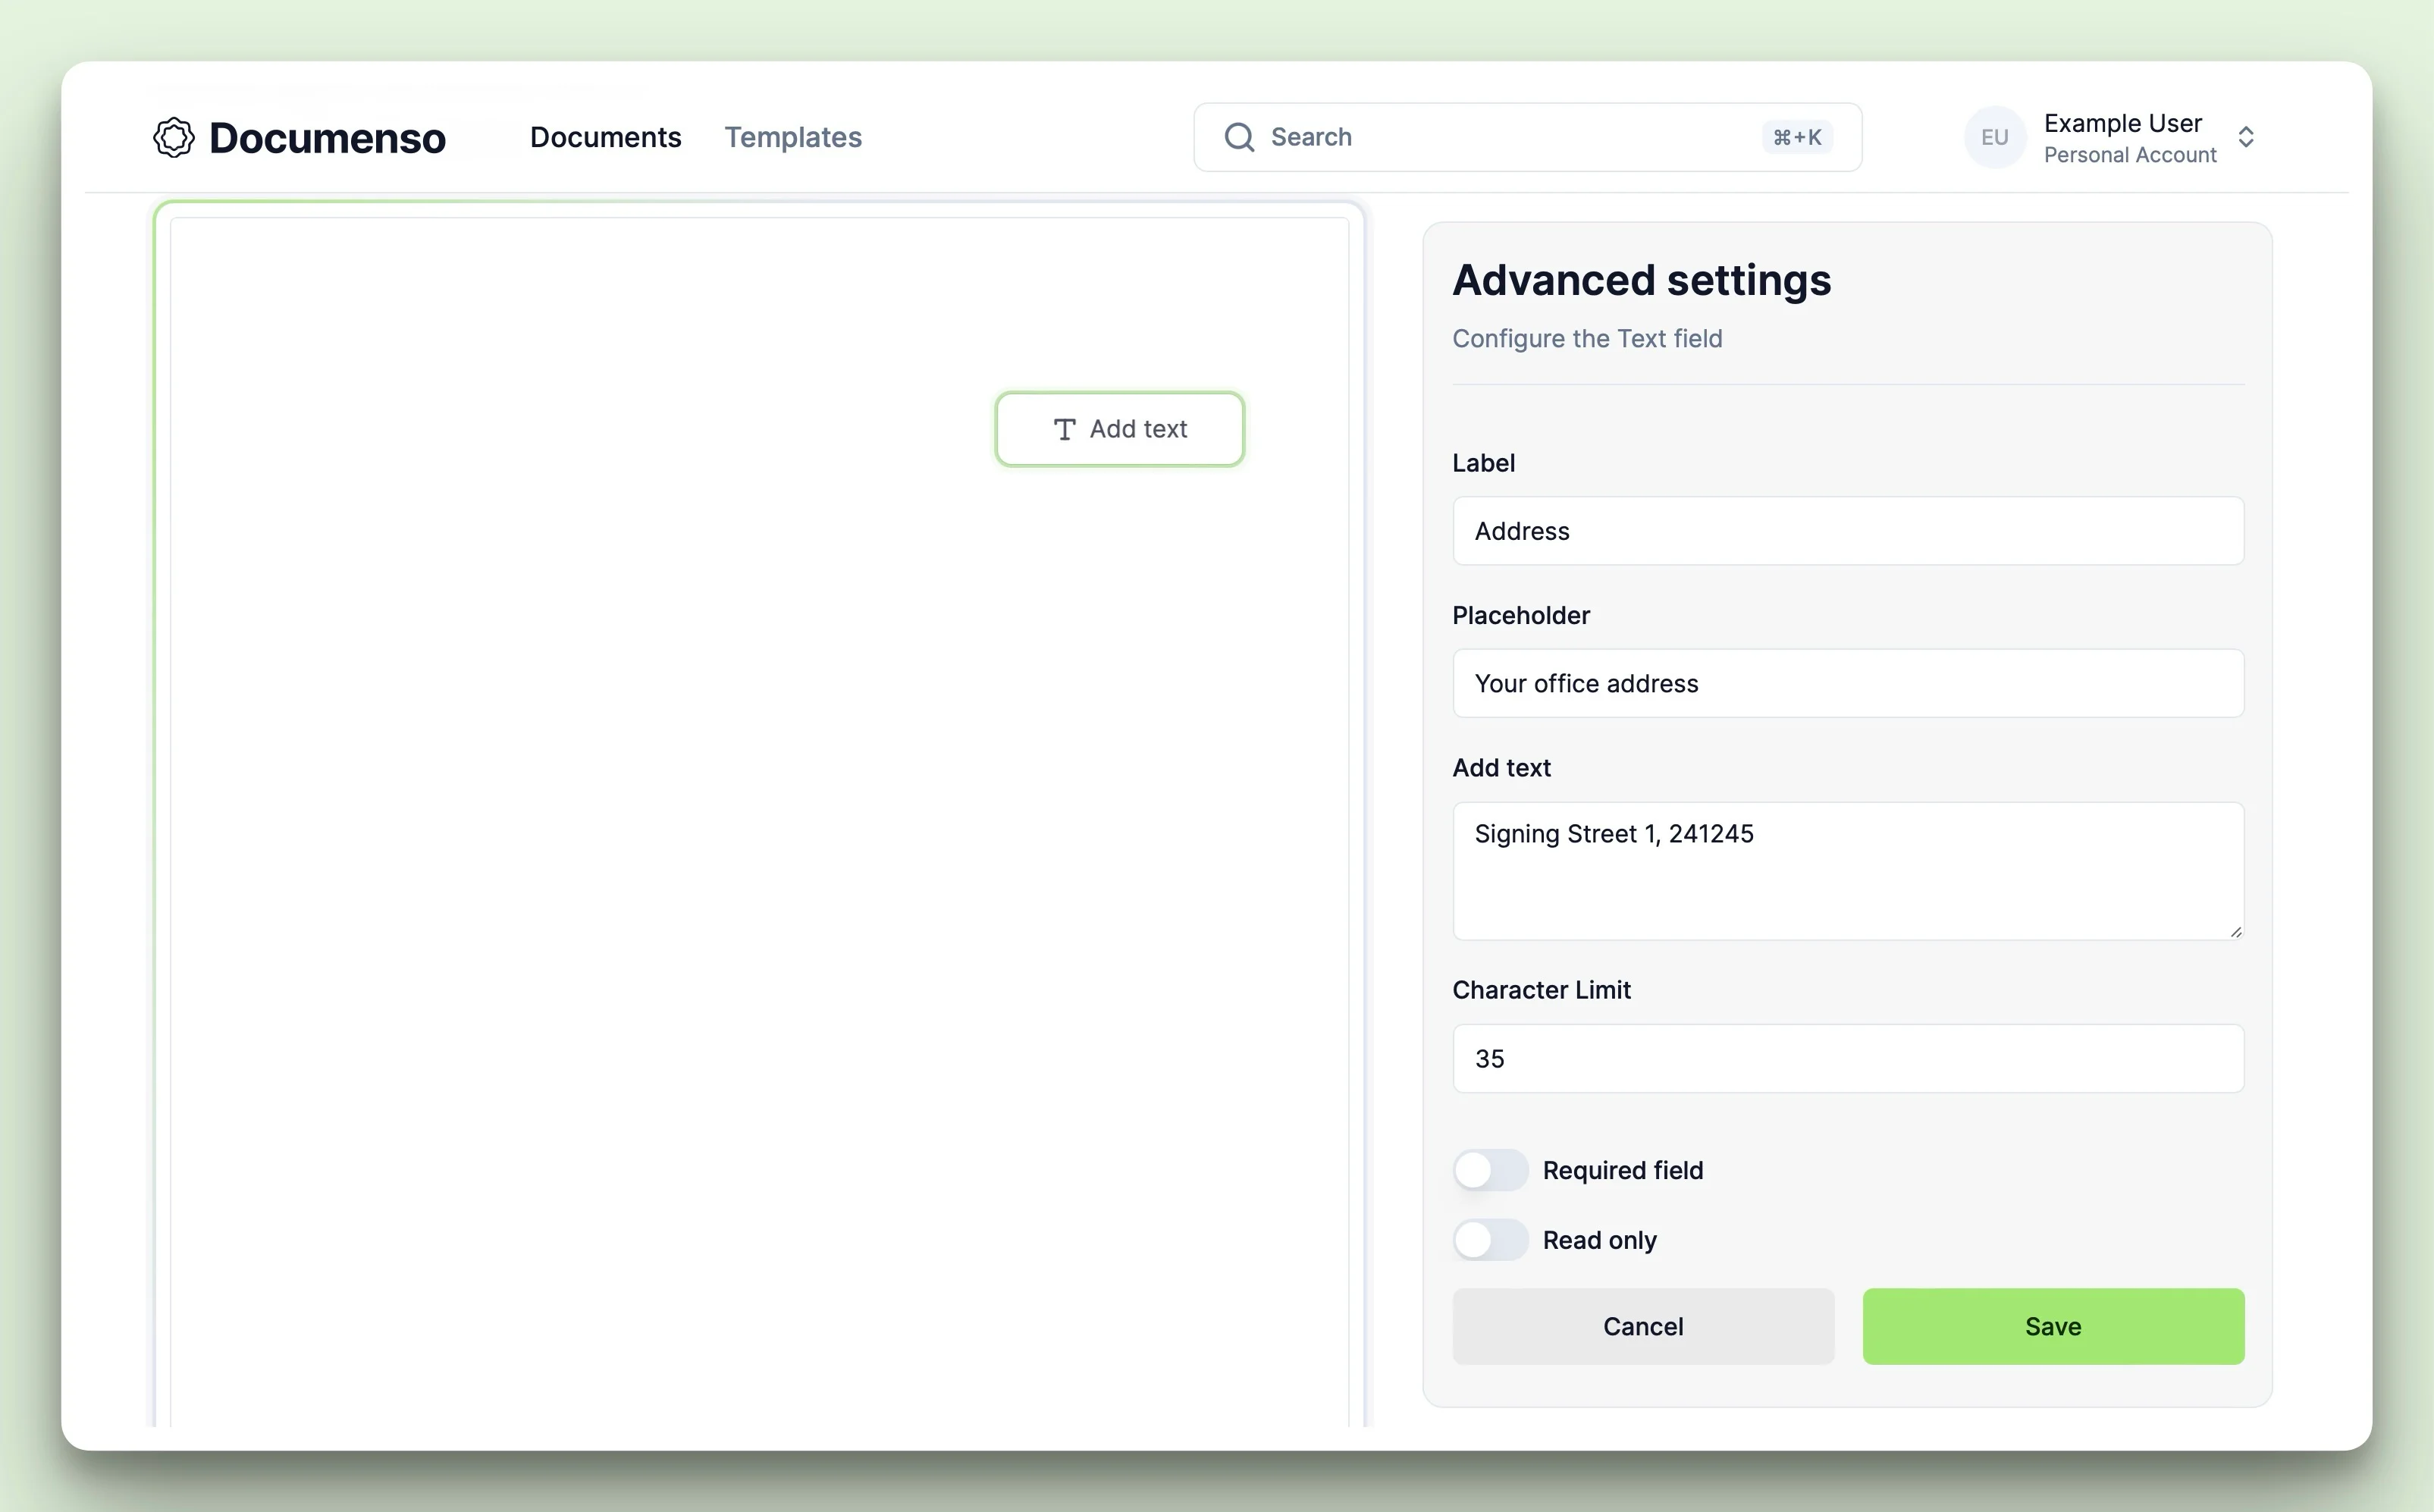 Documenso
Documents
Templates
Search
⌘+K
EU
Example User
Personal Account
Add text
Advanced settings
Configure the Text field
Label
Address
Placeholder
Your office address
Add text
Signing Street 1, 241245
Character Limit
35
Required field
Read only
Cancel
Save